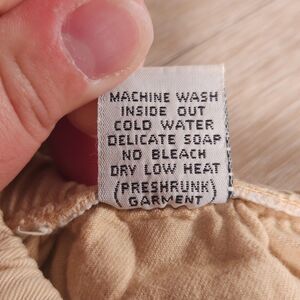 MACHINE WASH
INSIDE OUT
COLD WATER
DELICATE SOAP
NO BLEACH
DRY LOW HEAT
(PRESHRUNK)
GARMENT